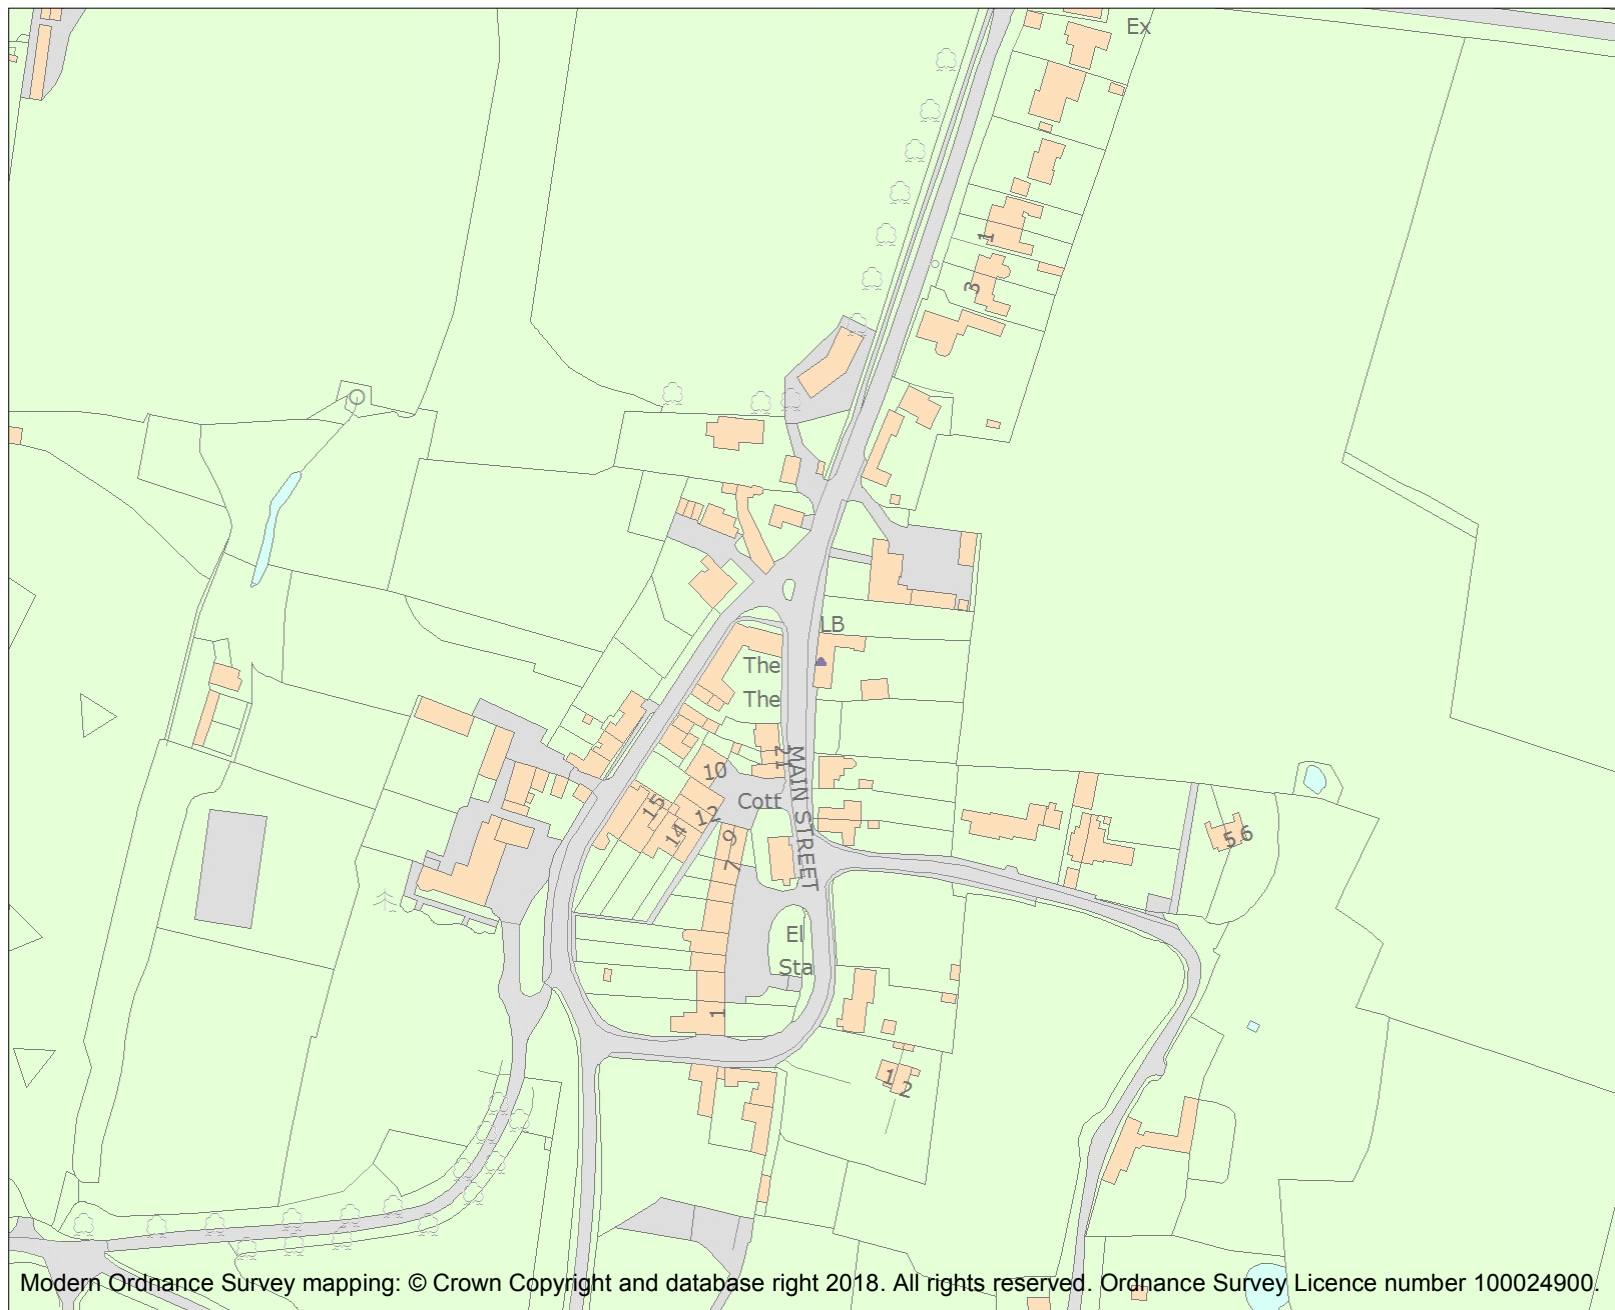 Ex
1
3
LB
The
The
21
MAIN STREET
10
Cott
15
12
14
9
7
5 6
El
Sta
1
1 2
Modern Ordnance Survey mapping: © Crown Copyright and database right 2018. All rights reserved. Ordnance Survey Licence number 100024900.